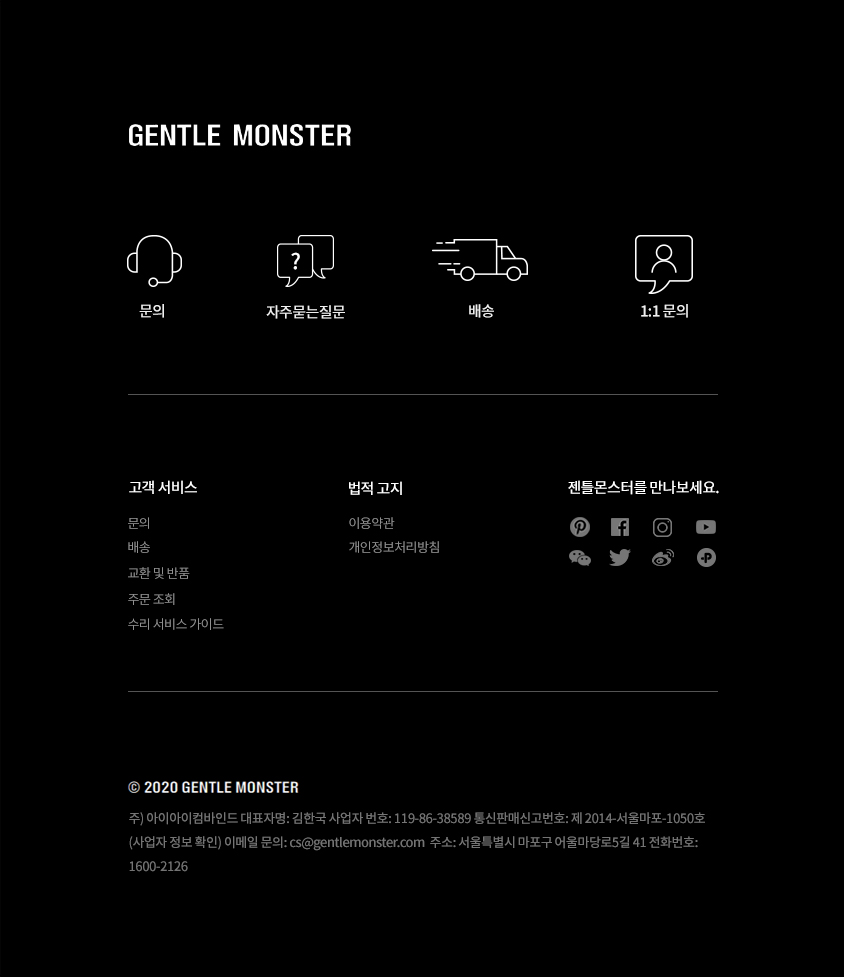 GENTLE MONSTER
?
문의
자주묻는질문
배송
1:1 문의
고객 서비스
문의
배송
교환 및 반품
주문 조회
수리 서비스 가이드
법적 고지
이용약관
개인정보처리방침
젠틀몬스터를 만나보세요.
© 2020 GENTLE MONSTER
주) 아이아이컴바인드 대표자명: 김한국 사업자 번호: 119-86-38589 통신판매신고번호: 제 2014-서울마포-1050호
(사업자 정보 확인) 이메일 문의: cs@gentlemonster.com 주소: 서울특별시 마포구 어울마당로5길 41 전화번호:
1600-2126